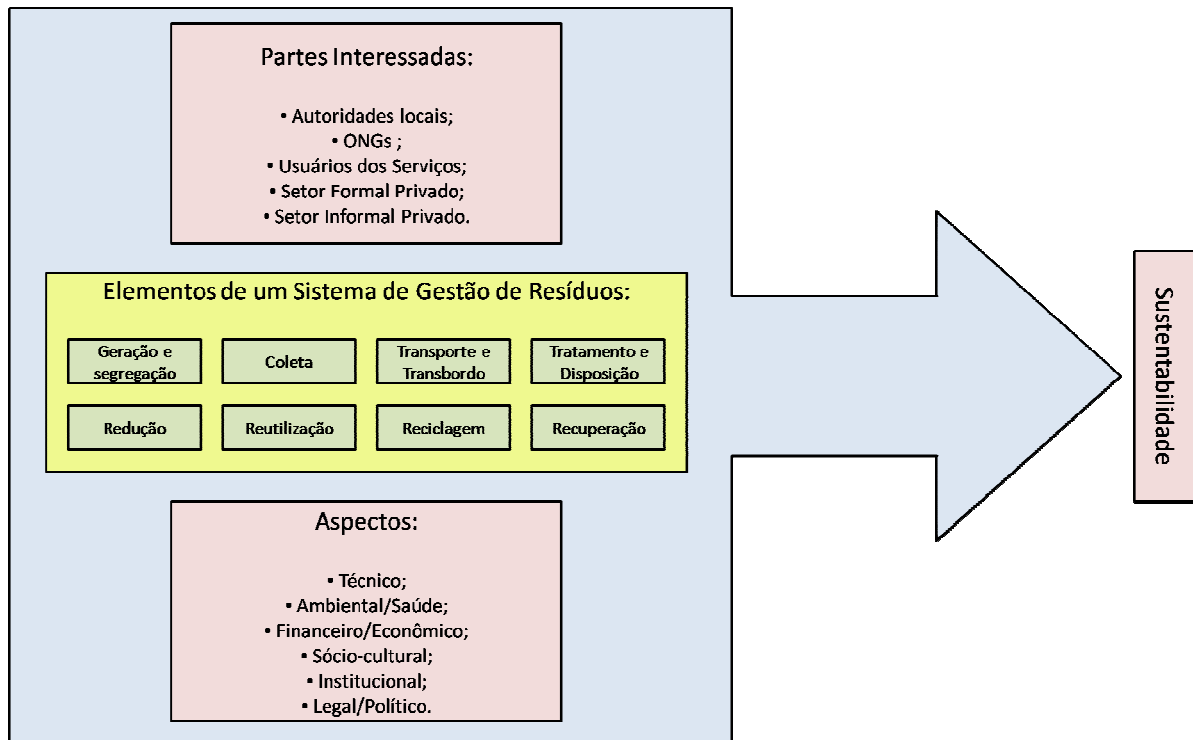 Partes Interessadas:
• Autoridades locais;
• ONGs ;
• Usuários dos Serviços;
• Setor Formal Privado;
• Setor Informal Privado.
Elementos de um Sistema de Gestão de Resíduos:
Geração e
segregação
Coleta
Transporte e
Transbordo
Tratamento e
Disposição
Redução
Reutilização
Reciclagem
Recuperação
Aspectos:
• Técnico;
• Ambiental/Saúde;
• Financeiro/Econômico;
• Sócio-cultural;
• Institucional;
• Legal/Político.
Sustentabilidade